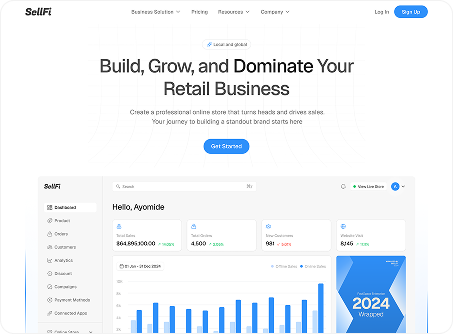 SellFi
Business Solution
Pricing
Resources
Company
Log In
Sign Up
Local and global
Build, Grow, and Dominate Your
Retail Business
Create a professional online store that turns heads and drives sales
Your journey to building a standout brand starts here
Get Started
SellFi
Search
View Live Store
A
Dashboard
Product
Orders
Customers
Analytics
Discount
Campaigns
Payment Methods
Connected Apps
Online Store
Hello, Ayomide
Total Sales
Total Orders
New Customers
Website Visit
864,895,100.00
4,500
981
8,145
01 Jan - 31 Dec 2024
Offline Sales
Online Sales
2024
Wrapped